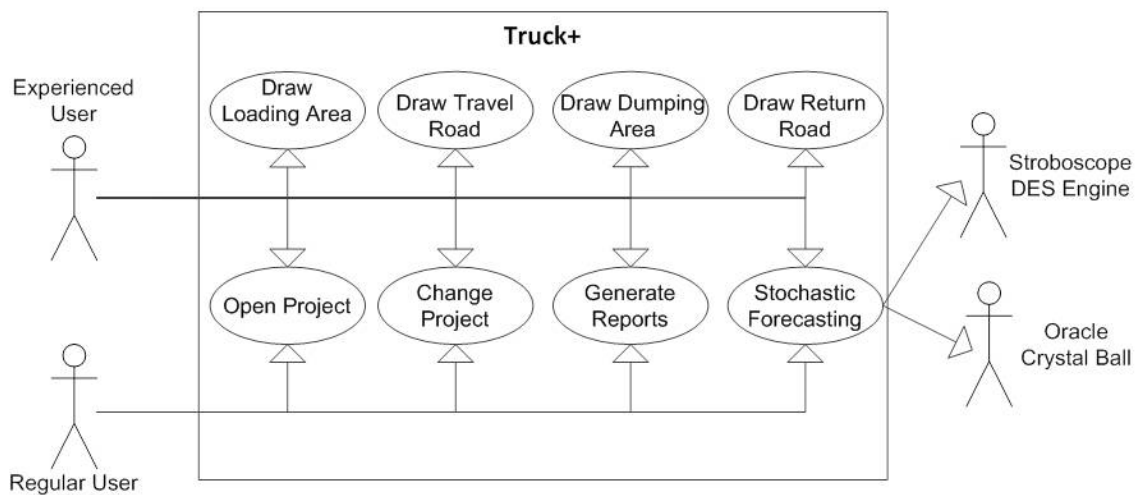 Truck+
Experienced
User
Draw
Loading Area
Draw Travel
Road
Draw Dumping
Area
Draw Return
Road
Stroboscope
DES Engine
Open Project
Change
Project
Generate
Reports
Stochastic
Forecasting
Oracle
Crystal Ball
Regular User